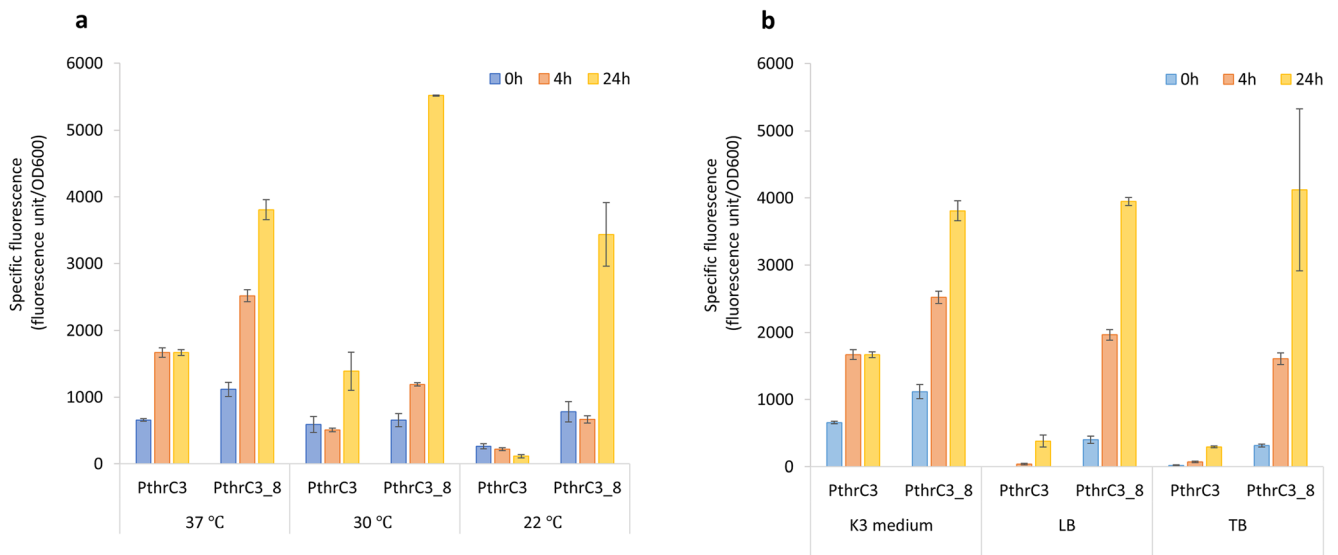 a
Specific fluorescence
(fluorescence unit/OD600)
6000
5000
4000
3000
2000
1000
0
0h 4h 24h
PthrC3 PthrC3_8 PthrC3 PthrC3_8 PthrC3 PthrC3_8
37 ℃ 30 ℃ 22 ℃
b
Specific fluorescence
(fluorescence unit/OD600)
6000
5000
4000
3000
2000
1000
0
0h 4h 24h
PthrC3 PthrC3_8 PthrC3 PthrC3_8 PthrC3 PthrC3_8
K3 medium LB TB